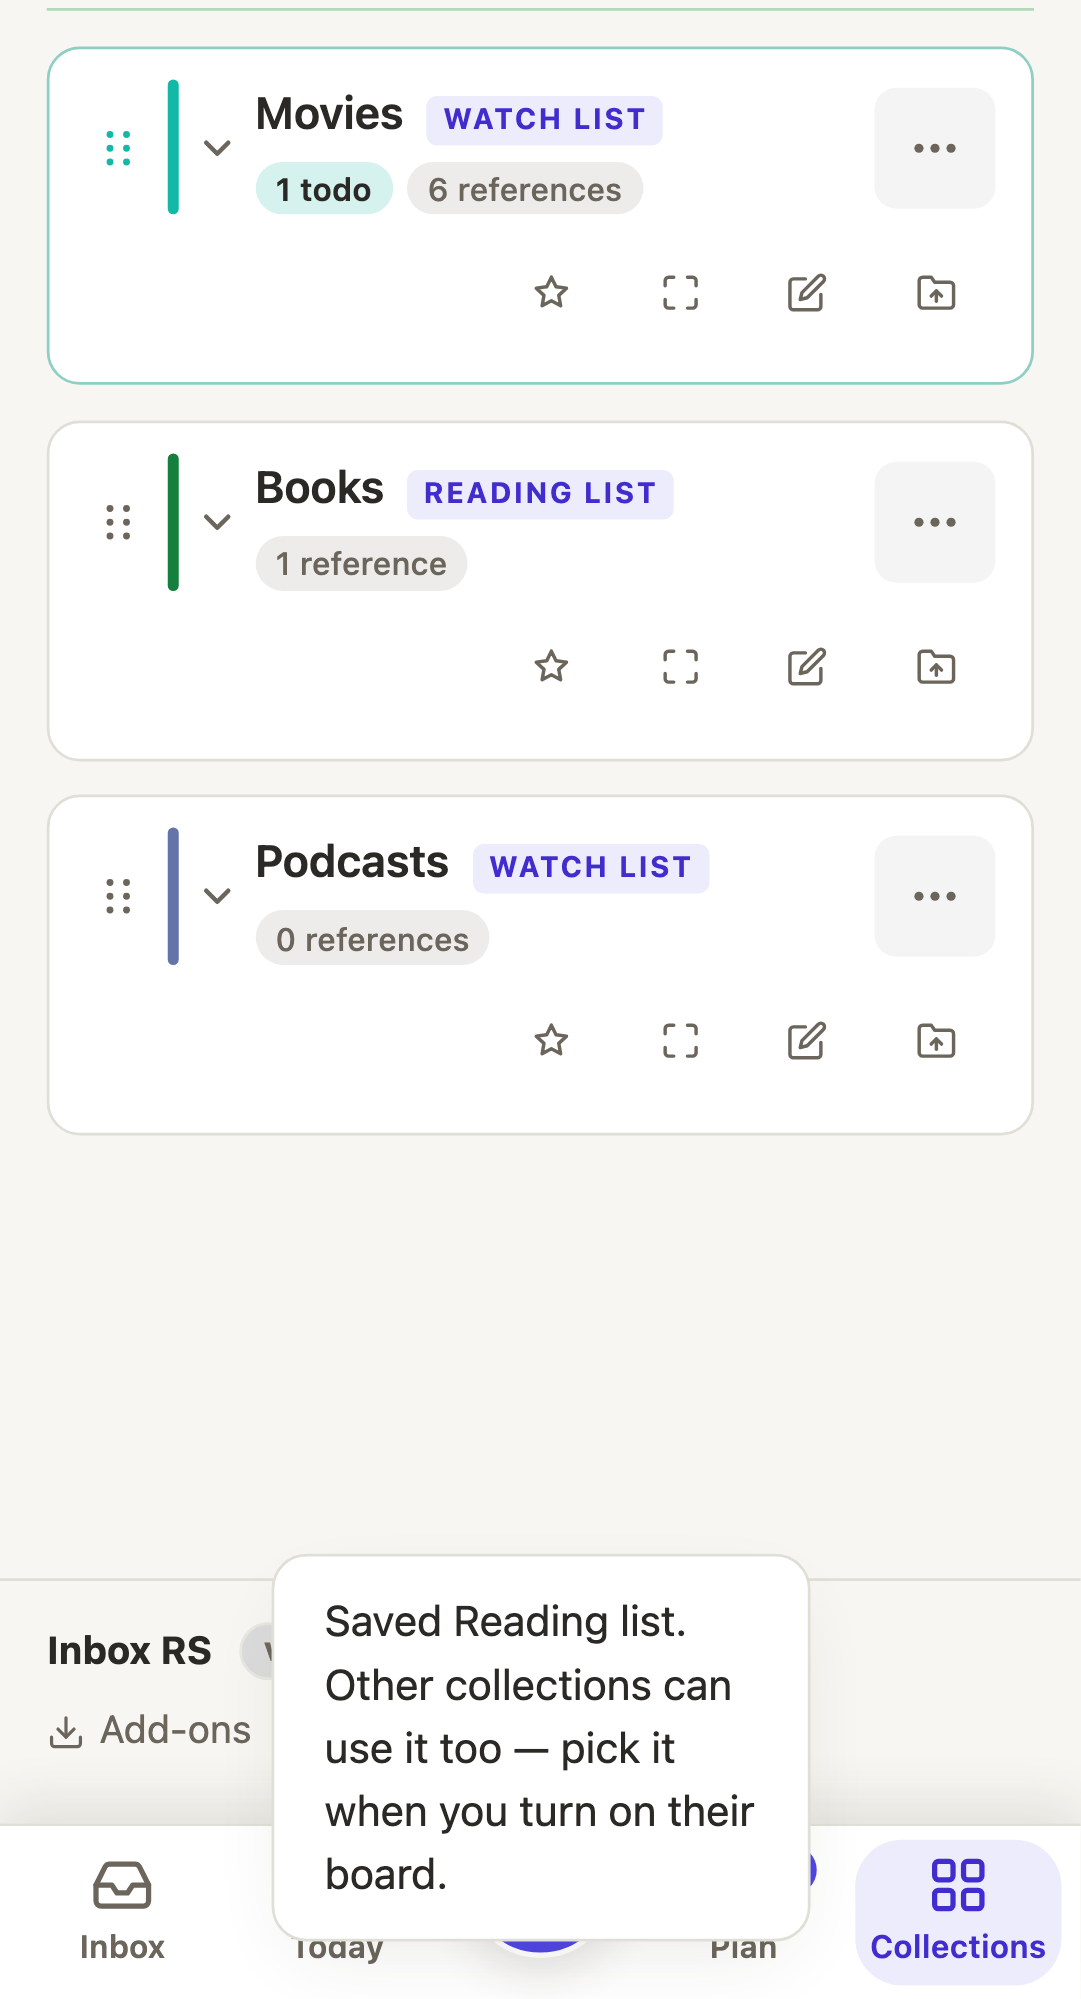 Movies WATCH LIST
1 todo 6 references
Books READING LIST
1 reference
Podcasts WATCH LIST
0 references
Saved Reading list.
Other collections can
use it too — pick it
when you turn on their
board.
Inbox RS
Add-ons
Inbox Today Plan Collections